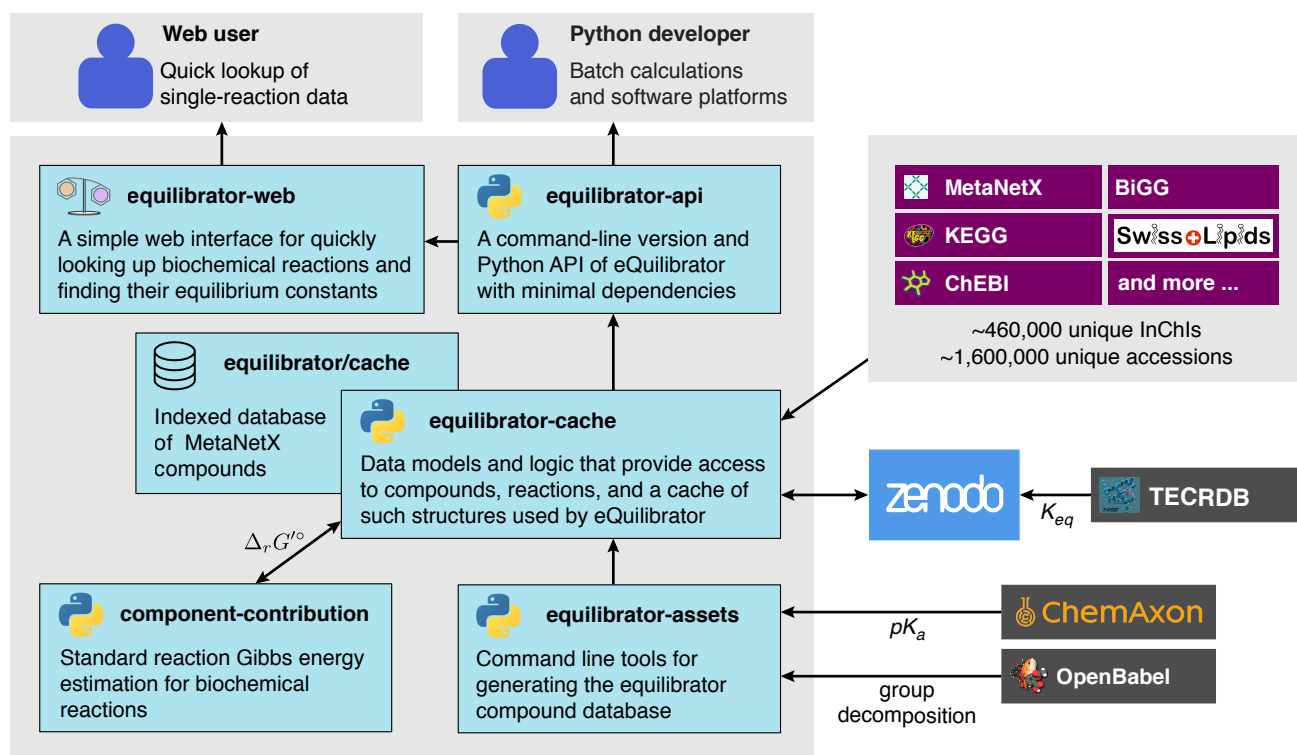 Web user
Quick lookup of
single-reaction data
Python developer
Batch calculations
and software platforms
equilibrator-web
A simple web interface for quickly
looking up biochemical reactions and
finding their equilibrium constants
equilibrator-api
A command-line version and
Python API of eQuilibrator
with minimal dependencies
MetaNetX
BiGG
KEGG
Swiss Lipids
ChEBI
and more ...
~460,000 unique InChIs
~1,600,000 unique accessions
equilibrator/cache
Indexed database
of MetaNetX
compounds
equilibrator-cache
Data models and logic that provide access
to compounds, reactions, and a cache of
such structures used by eQuilibrator
zenodo
K_eq
TECRDB
Δ_rG′°
component-contribution
Standard reaction Gibbs energy
estimation for biochemical
reactions
equilibrator-assets
Command line tools for
generating the equilibrator
compound database
pK_a
ChemAxon
group
decomposition
OpenBabel